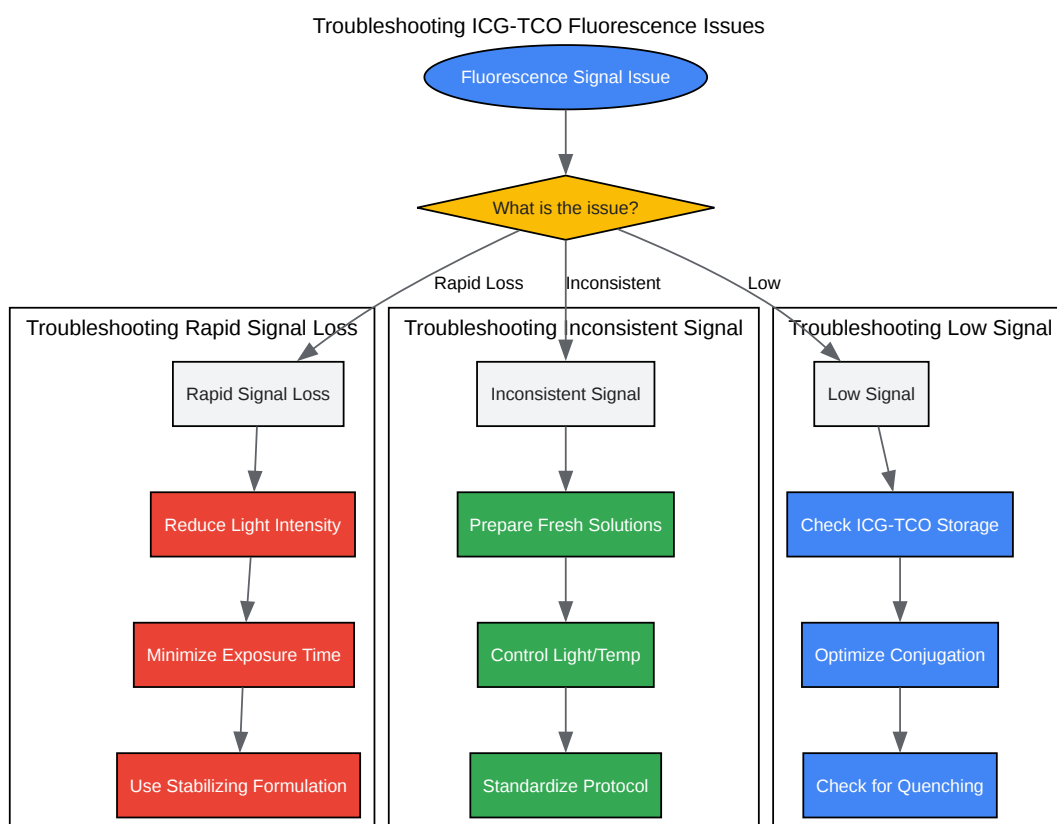 Troubleshooting ICG-TCO Fluorescence Issues
Fluorescence Signal Issue
What is the issue?
Rapid Loss
Inconsistent
Low
Troubleshooting Rapid Signal Loss
Rapid Signal Loss
Reduce Light Intensity
Minimize Exposure Time
Use Stabilizing Formulation
Troubleshooting Inconsistent Signal
Inconsistent Signal
Prepare Fresh Solutions
Control Light/Temp
Standardize Protocol
Troubleshooting Low Signal
Low Signal
Check ICG-TCO Storage
Optimize Conjugation
Check for Quenching